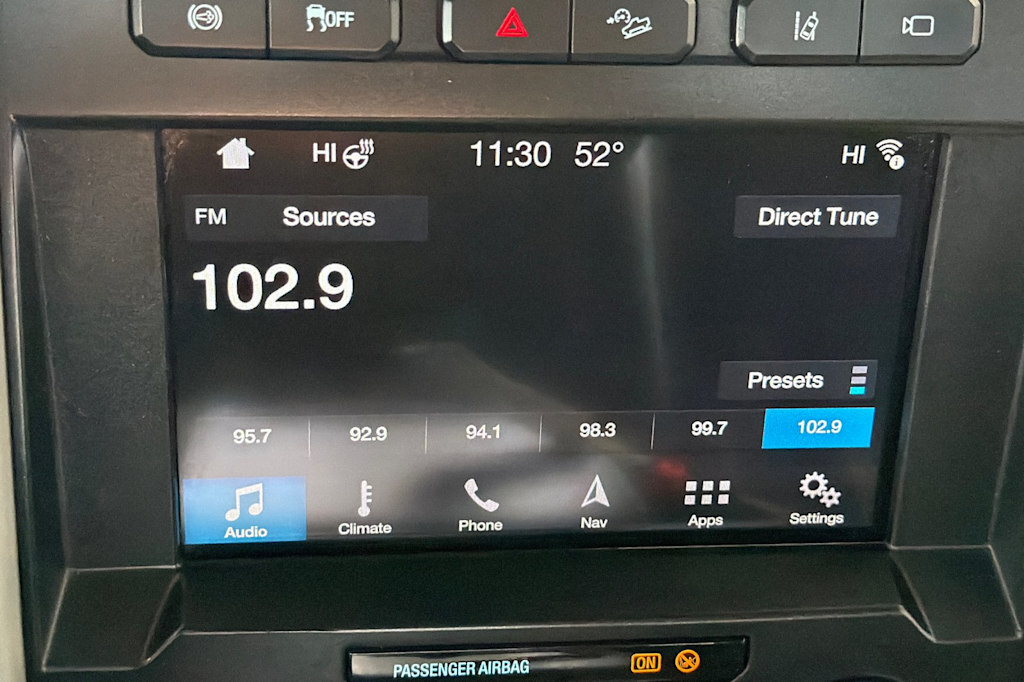 OFF
HI 11:30 52° HI
FM Sources Direct Tune
102.9
Presets
95.7 92.9 94.1 98.3 99.7 102.9
Audio Climate Phone Nav Apps Settings
PASSENGER AIRBAG ON